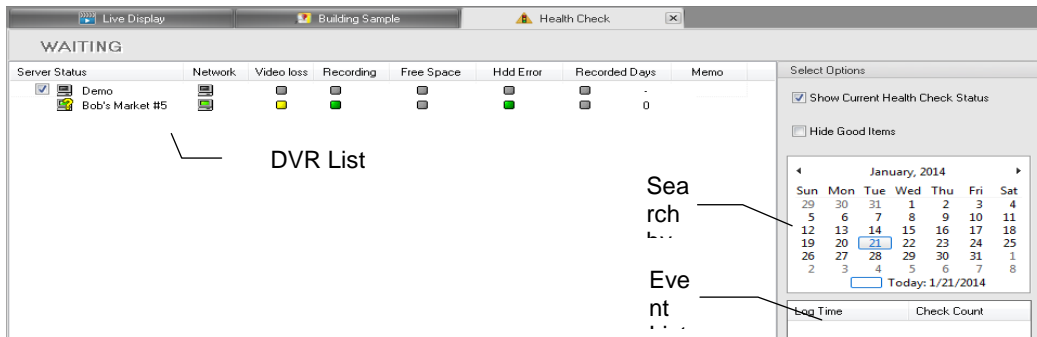 Live Display Building Sample Health Check
WAITING
Server Status Network Video loss Recording Free Space Hdd Error Recorded Days Memo
Demo -
Bob's Market #5 0
DVR List
Sea
rch
Eve
nt
Select Options
Show Current Health Check Status
Hide Good Items
January, 2014
Sun Mon Tue Wed Thu Fri Sat
29 30 31 1 2 3 4
5 6 7 8 9 10 11
12 13 14 15 16 17 18
19 20 21 22 23 24 25
26 27 28 29 30 31 1
2 3 4 5 6 7 8
Today: 1/21/2014
Log Time Check Count